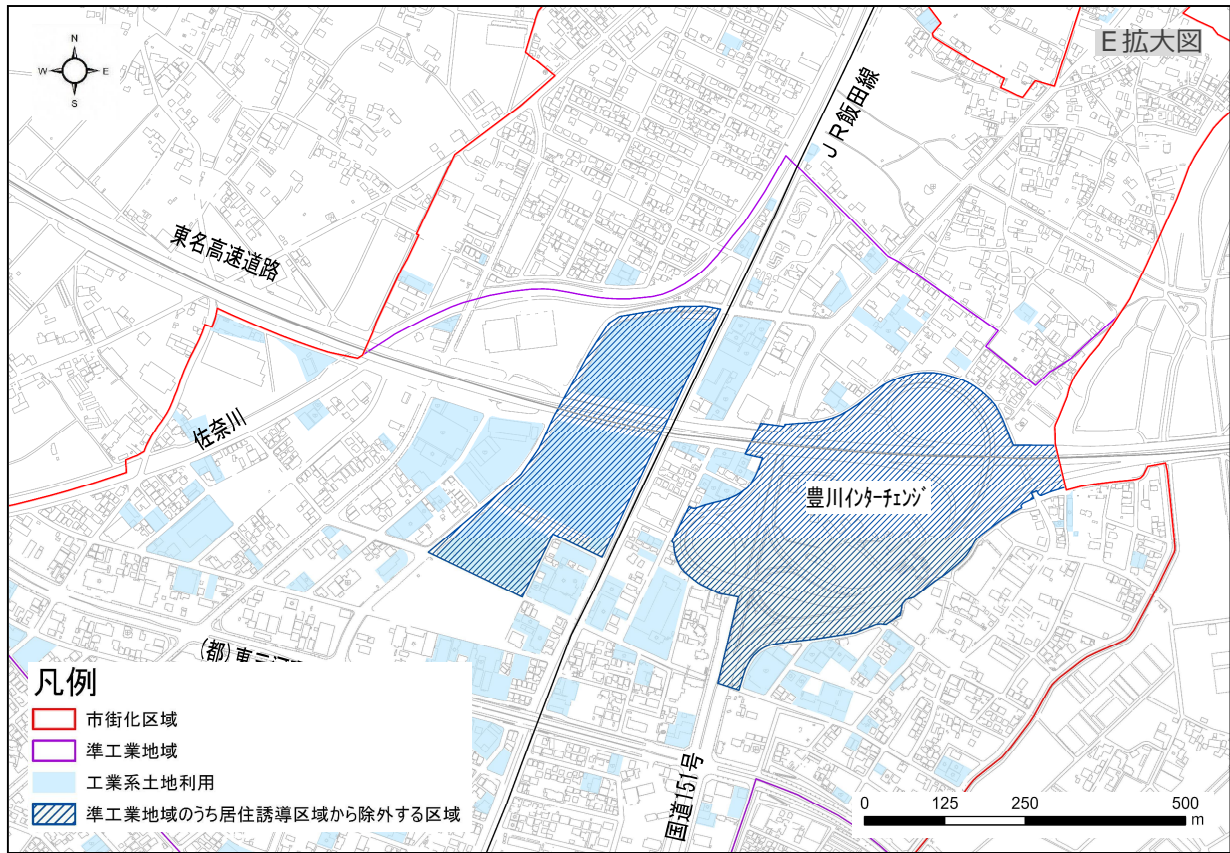 E拡大図
N
W
E
S
JR飯田線
東名高速道路
佐奈川
豊川インターチェンジ
(都)東三河
国道151号
凡例
市街化区域
準工業地域
工業系土地利用
準工業地域のうち居住誘導区域から除外する区域
0
125
250
500
m